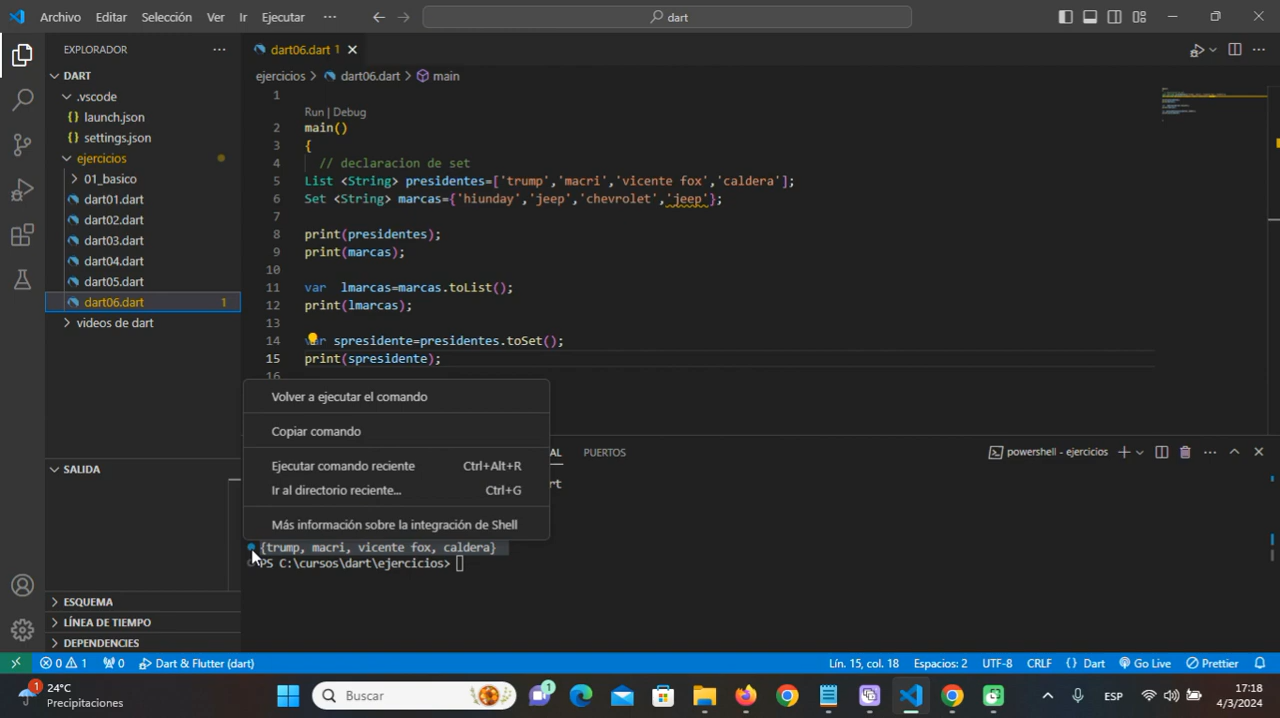 Archivo Editar Selección Ver Ir Ejecutar ··· dart
EXPLORADOR ···
DART
.vscode
launch.json
settings.json
ejercicios
01_basico
dart01.dart
dart02.dart
dart03.dart
dart04.dart
dart05.dart
dart06.dart 1
videos de dart
SALIDA
ESQUEMA
LÍNEA DE TIEMPO
DEPENDENCIES
dart06.dart 1
ejercicios > dart06.dart > main
1
Run | Debug
2 main()
3 {
4 // declaracion de set
5 List <String> presidentes=['trump','macri','vicente fox','caldera'];
6 Set <String> marcas={'hiunday','jeep','chevrolet','jeep'};
7
8 print(presidentes);
9 print(marcas);
10
11 var lmarcas=marcas.toList();
12 print(lmarcas);
13
14 var spresidente=presidentes.toSet();
15 print(spresidente);
16
Volver a ejecutar el comando
Copiar comando
Ejecutar comando reciente Ctrl+Alt+R
Ir al directorio reciente... Ctrl+G
Más información sobre la integración de Shell
AL PUERTOS powershell - ejercicios
rt
{trump, macri, vicente fox, caldera}
PS C:\cursos\dart\ejercicios>
0 1 0 Dart & Flutter (dart) Lín. 15, col. 18 Espacios: 2 UTF-8 CRLF {} Dart Go Live Prettier
1 24°C
Precipitaciones
Buscar
1
ESP
17:18
4/3/2024